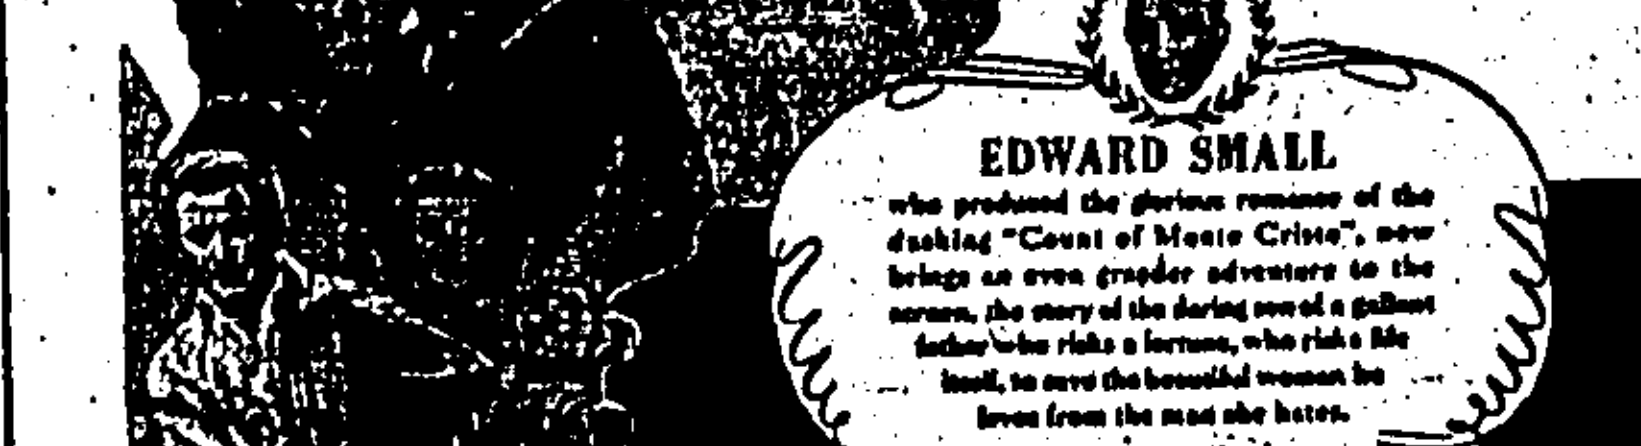 EDWARD SMALL
who produced the glorious romance of the
dashing "Count of Monte Cristo", now
brings an even grander adventure to the
screen, the story of the daring son of a gallant
father who risks a fortune, who risks life
itself, to save the beautiful woman he
loves from the man she hates.